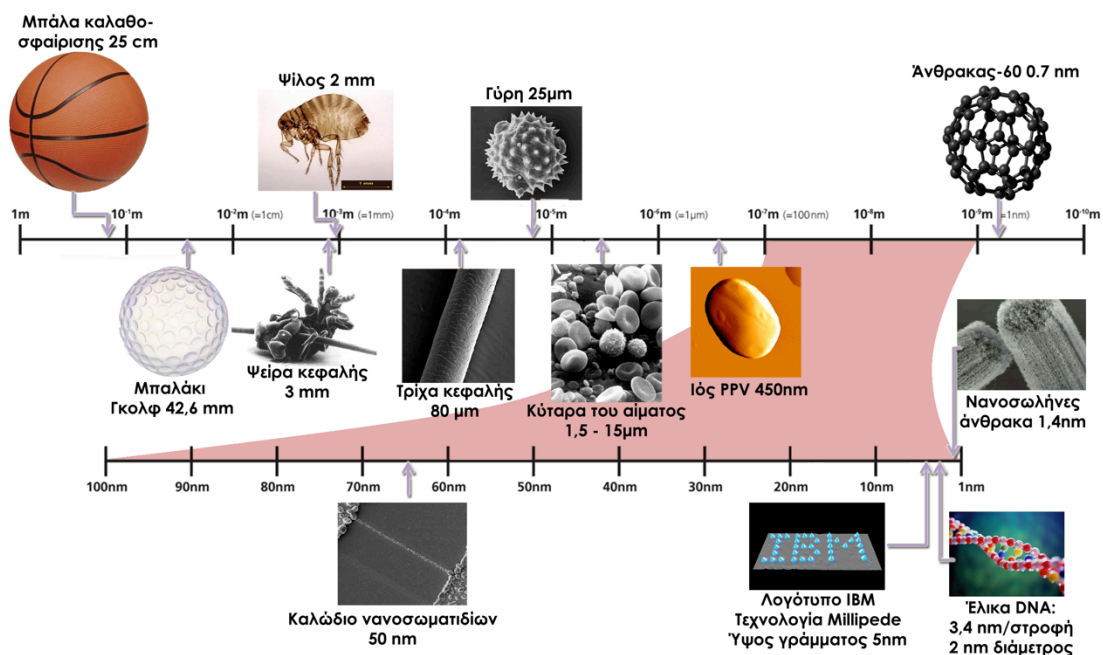 Μπάλα καλαθο-
σφαίρισης 25 cm
Ψίλος 2 mm
Γύρη 25μm
Άνθρακας-60 0.7 nm
1m
10⁻¹m
10⁻²m (=1cm)
10⁻³m (=1mm)
10⁻⁴m
10⁻⁵m
10⁻⁶m (=1μm)
10⁻⁷m (=100nm)
10⁻⁸m
10⁻⁹m (=1nm)
10⁻¹⁰m
Μπαλάκι
Γκολφ 42,6 mm
Ψείρα κεφαλής
3 mm
Τρίχα κεφαλής
80 μm
Κύταρα του αίματος
1,5 - 15μm
Ιός PPV 450nm
Νανοσωλήνες
άνθρακα 1,4nm
100nm
90nm
80nm
70nm
60nm
50nm
40nm
30nm
20nm
10nm
1nm
Καλώδιο νανοσωματιδίων
50 nm
IBM
Λογότυπο IBM
Τεχνολογία Millipede
Ύψος γράμματος 5nm
Έλικα DNA:
3,4 nm/στροφή
2 nm διάμετρος